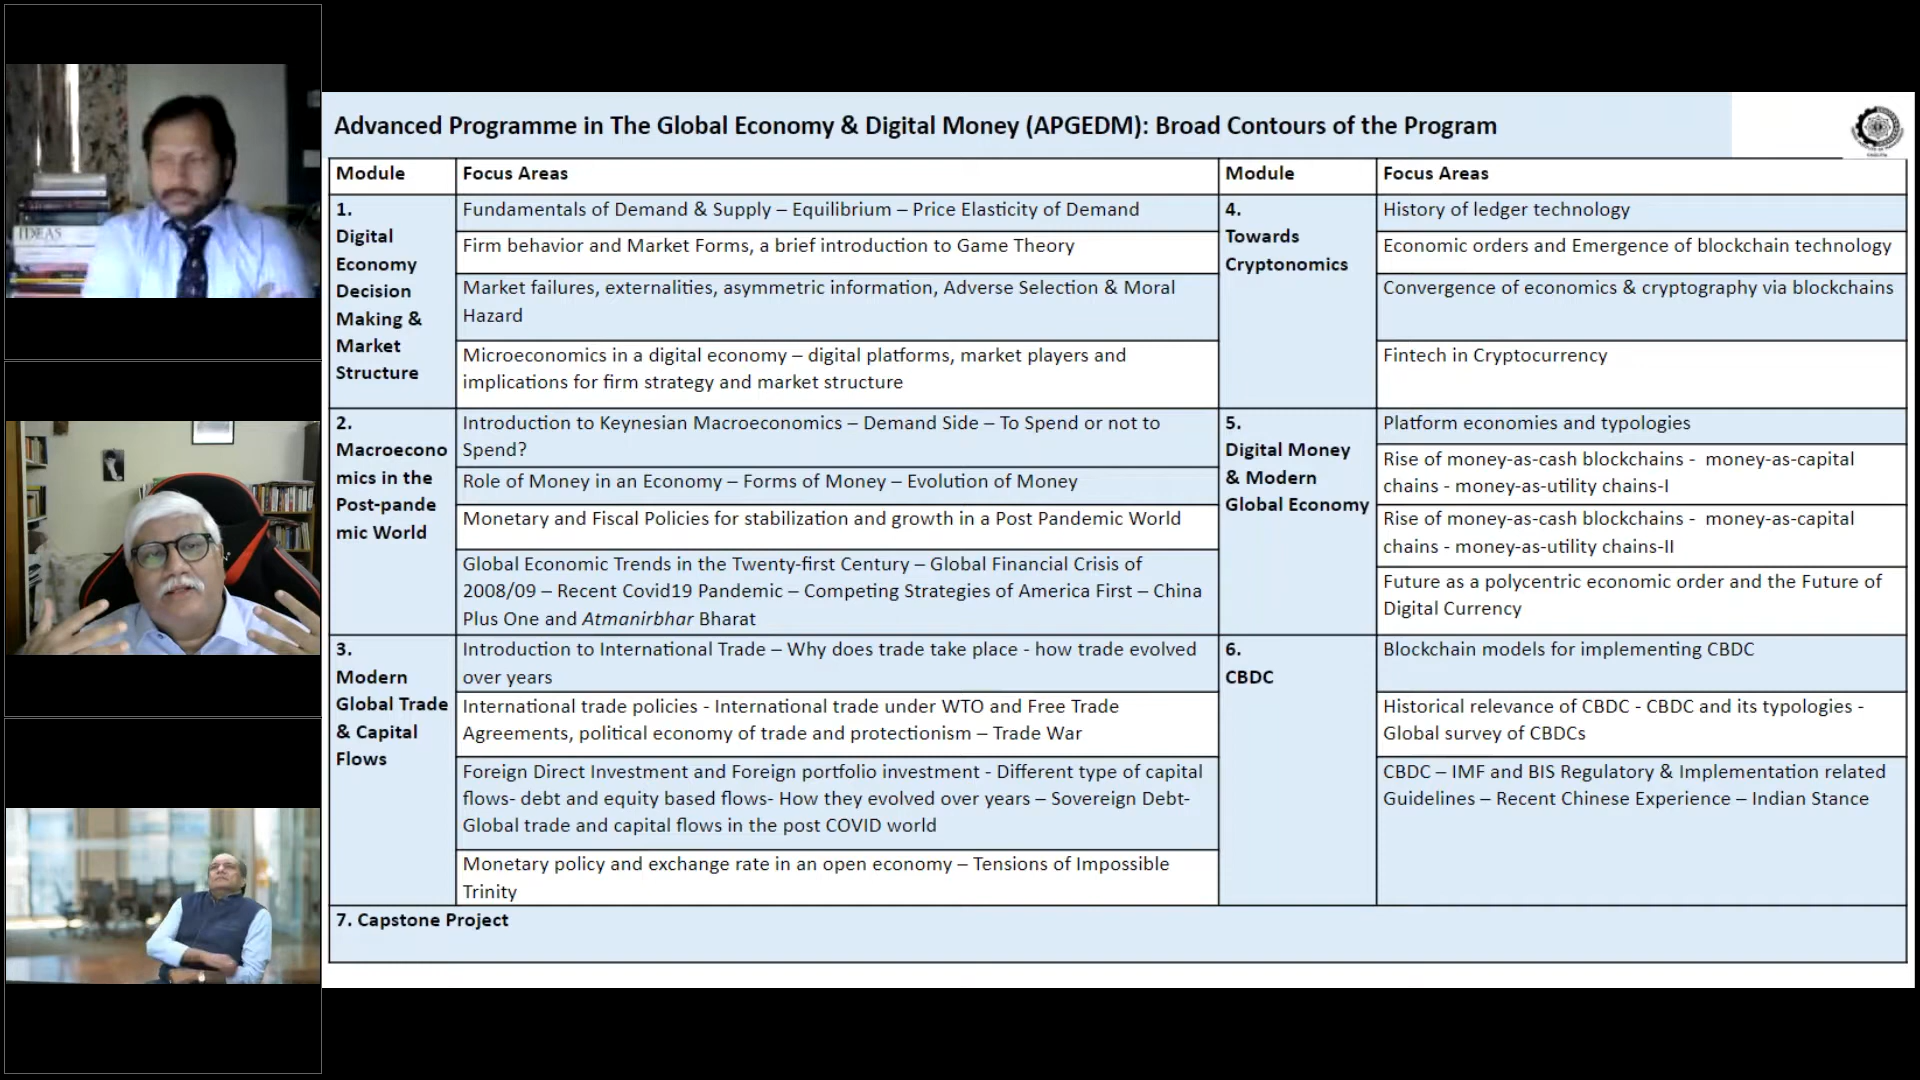 Advanced Programme in The Global Economy & Digital Money (APGEDM): Broad Contours of the Program
Module
Focus Areas
1.
Digital
Economy
Decision
Making &
Market
Structure
Fundamentals of Demand & Supply – Equilibrium – Price Elasticity of Demand
Firm behavior and Market Forms, a brief introduction to Game Theory
Market failures, externalities, asymmetric information, Adverse Selection & Moral
Hazard
Microeconomics in a digital economy – digital platforms, market players and
implications for firm strategy and market structure
2.
Macroecono
mics in the
Post-pande
mic World
Introduction to Keynesian Macroeconomics – Demand Side – To Spend or not to
Spend?
Role of Money in an Economy – Forms of Money – Evolution of Money
Monetary and Fiscal Policies for stabilization and growth in a Post Pandemic World
Global Economic Trends in the Twenty-first Century – Global Financial Crisis of
2008/09 – Recent Covid19 Pandemic – Competing Strategies of America First – China
Plus One and Atmanirbhar Bharat
3.
Modern
Global Trade
& Capital
Flows
Introduction to International Trade – Why does trade take place - how trade evolved
over years
International trade policies - International trade under WTO and Free Trade
Agreements, political economy of trade and protectionism – Trade War
Foreign Direct Investment and Foreign portfolio investment - Different type of capital
flows- debt and equity based flows- How they evolved over years – Sovereign Debt-
Global trade and capital flows in the post COVID world
Monetary policy and exchange rate in an open economy – Tensions of Impossible
Trinity
Module
Focus Areas
4.
Towards
Cryptonomics
History of ledger technology
Economic orders and Emergence of blockchain technology
Convergence of economics & cryptography via blockchains
Fintech in Cryptocurrency
5.
Digital Money
& Modern
Global Economy
Platform economies and typologies
Rise of money-as-cash blockchains - money-as-capital
chains - money-as-utility chains-I
Rise of money-as-cash blockchains - money-as-capital
chains - money-as-utility chains-II
Future as a polycentric economic order and the Future of
Digital Currency
6.
CBDC
Blockchain models for implementing CBDC
Historical relevance of CBDC - CBDC and its typologies -
Global survey of CBDCs
CBDC – IMF and BIS Regulatory & Implementation related
Guidelines – Recent Chinese Experience – Indian Stance
7. Capstone Project
IDEAS